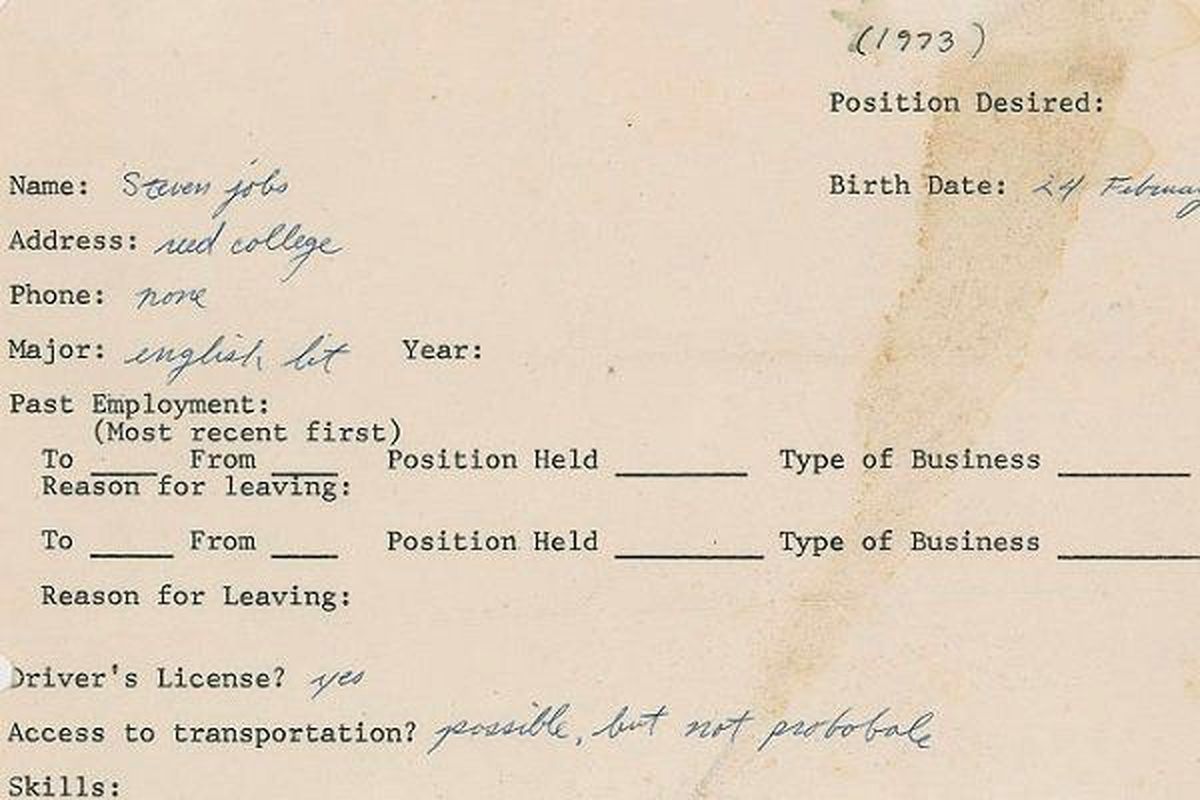 (1973)
Position Desired:
Name: Steven jobs Birth Date: 24 February
Address: reed college
Phone: none
Major: english lit Year:
Past Employment:
(Most recent first)
To ____ From ____ Position Held ________ Type of Business ________
Reason for leaving:
To _____ From ____ Position Held _________ Type of Business _________
Reason for Leaving:
Driver's License? yes
Access to transportation? possible, but not probobale
Skills: